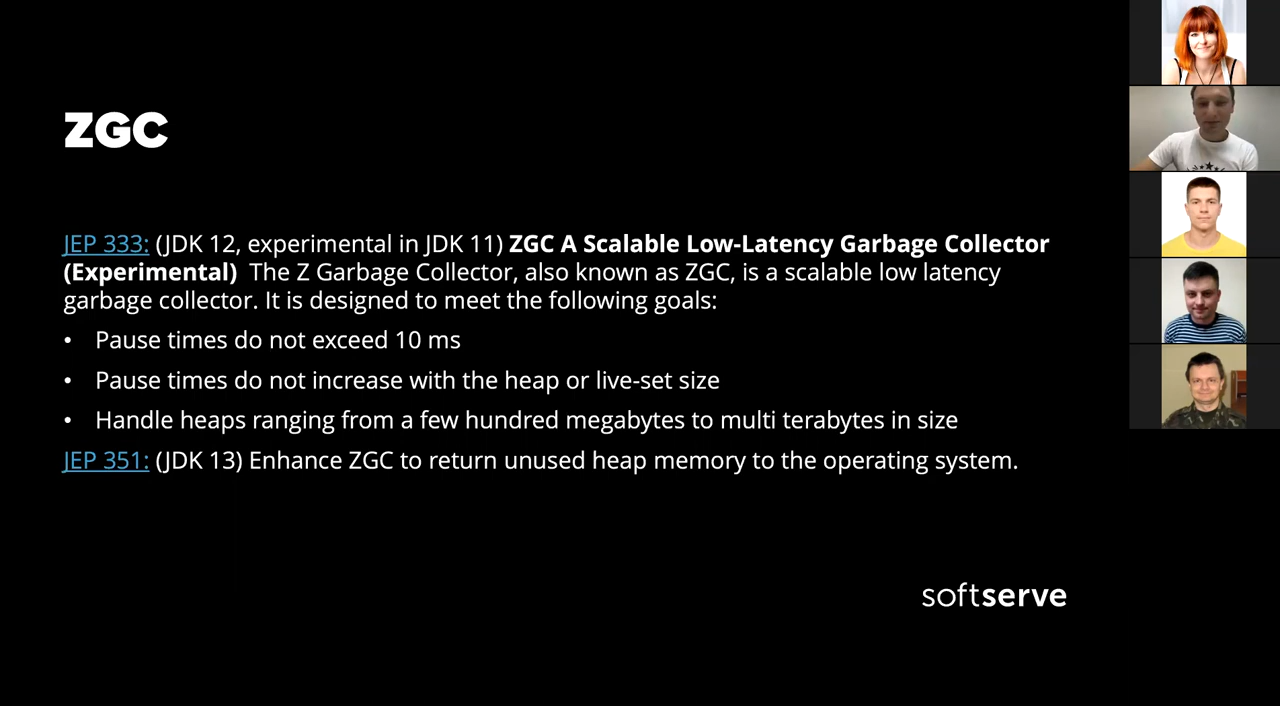 ZGC
JEP 333: (JDK 12, experimental in JDK 11) ZGC A Scalable Low-Latency Garbage Collector
(Experimental)  The Z Garbage Collector, also known as ZGC, is a scalable low latency
garbage collector. It is designed to meet the following goals:
• Pause times do not exceed 10 ms
• Pause times do not increase with the heap or live-set size
• Handle heaps ranging from a few hundred megabytes to multi terabytes in size
JEP 351: (JDK 13) Enhance ZGC to return unused heap memory to the operating system.
softserve